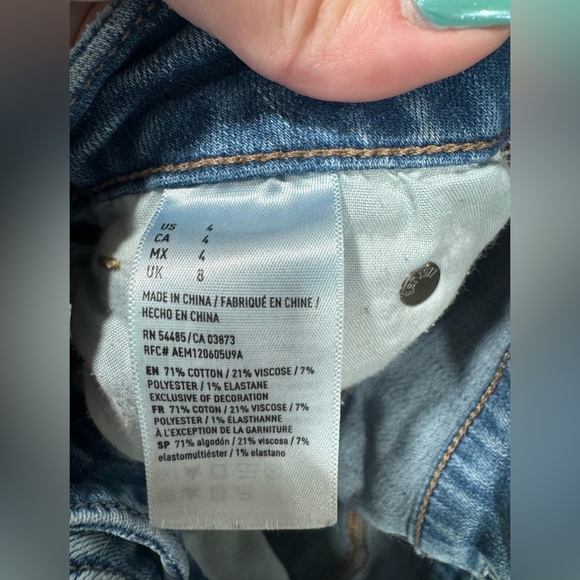 US 4
CA 4
MX 4
UK 8
MADE IN CHINA / FABRIQUÉ EN CHINE /
HECHO EN CHINA
RN 54485 / CA 03873
RFC# AEM120605U9A
EN 71% COTTON / 21% VISCOSE / 7%
POLYESTER / 1% ELASTANE
EXCLUSIVE OF DECORATION
FR 71% COTON / 21% VISCOSE / 7%
POLYESTER / 1% ÉLASTHANNE
À L'EXCEPTION DE LA GARNITURE
SP 71% algodón / 21% viscosa / 7%
elastomultiéster / 1% elastano